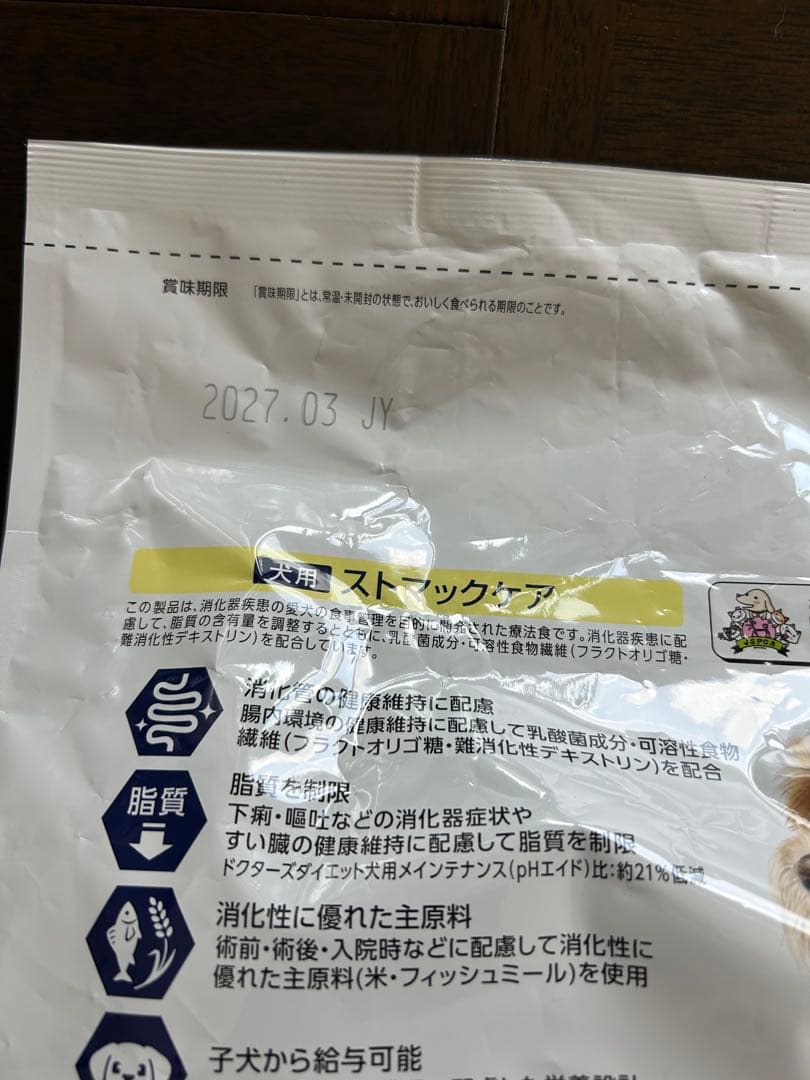 賞味期限 「賞味期限」とは、常温・未開封の状態で、おいしく食べられる期限のことです。
2027.03 JY
犬用 ストマックケア
この製品は、消化器疾患の愛犬の食事管理を目的に開発された療法食です。消化器疾患に配
慮して、脂質の含有量を調整するとともに、乳酸菌成分・可溶性食物繊維(フラクトオリゴ糖・
難消化性デキストリン)を配合しています。
JSPCA
消化管の健康維持に配慮
腸内環境の健康維持に配慮して乳酸菌成分・可溶性食物
繊維(フラクトオリゴ糖・難消化性デキストリン)を配合
脂質
脂質を制限
下痢・嘔吐などの消化器症状や
すい臓の健康維持に配慮して脂質を制限
ドクターズダイエット犬用メインテナンス(pHエイド)比:約21%低減
消化性に優れた主原料
術前・術後・入院時などに配慮して消化性に
優れた主原料(米・フィッシュミール)を使用
子犬から給与可能